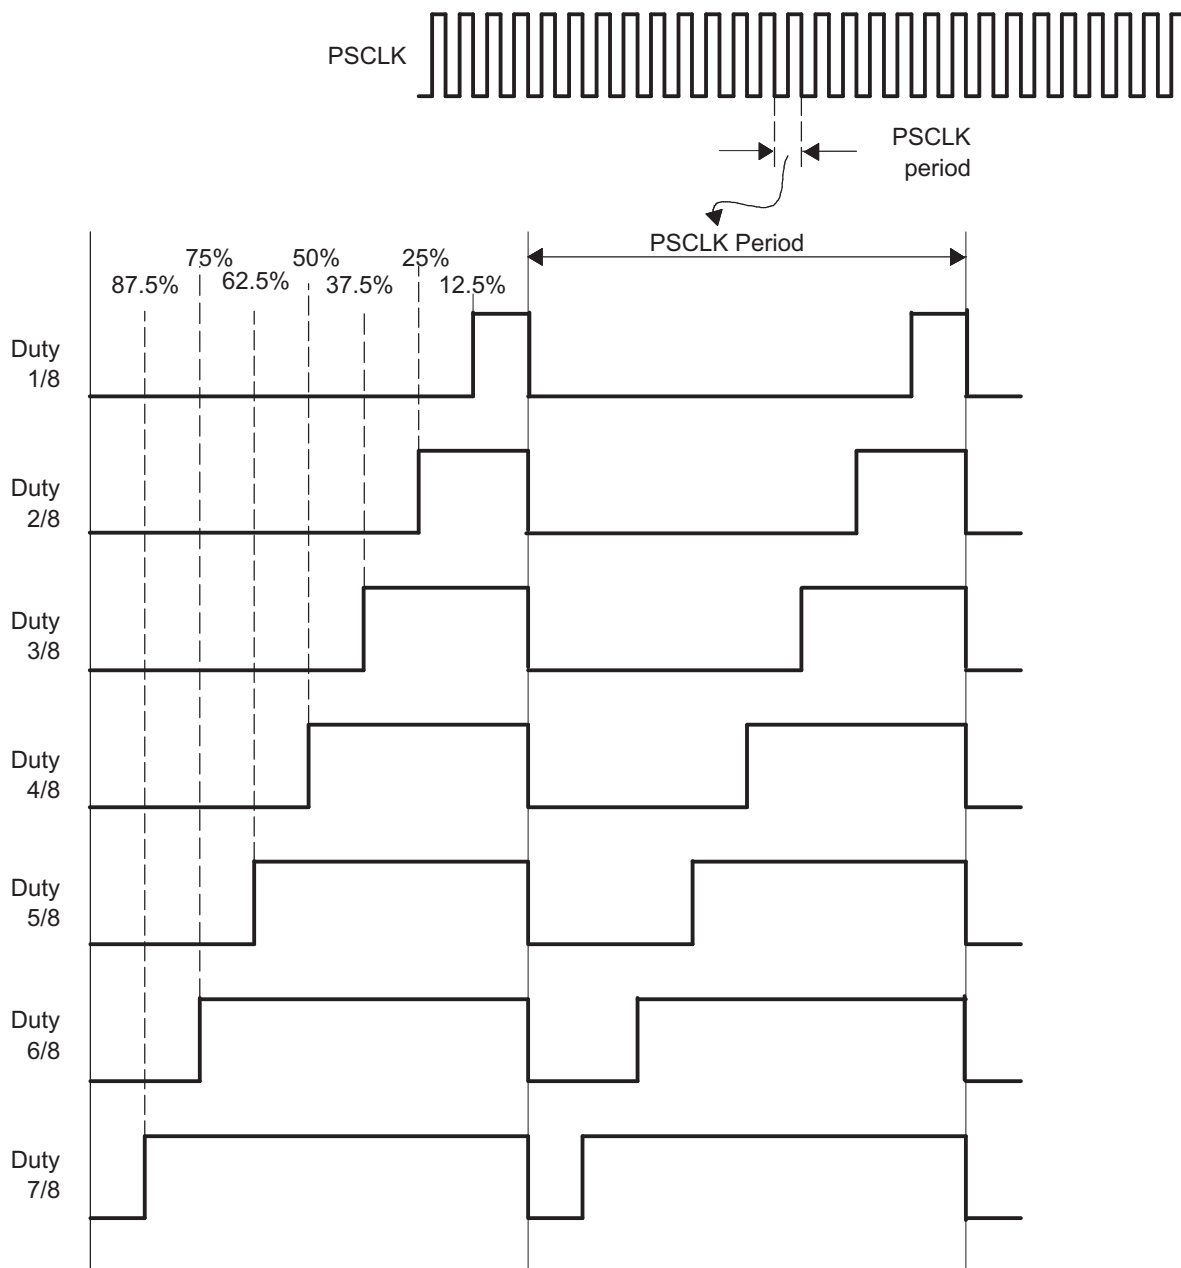 PSCLK
PSCLK
period
PSCLK Period
75%
50%
25%
87.5%
62.5%
37.5%
12.5%
Duty
1/8
Duty
2/8
Duty
3/8
Duty
4/8
Duty
5/8
Duty
6/8
Duty
7/8